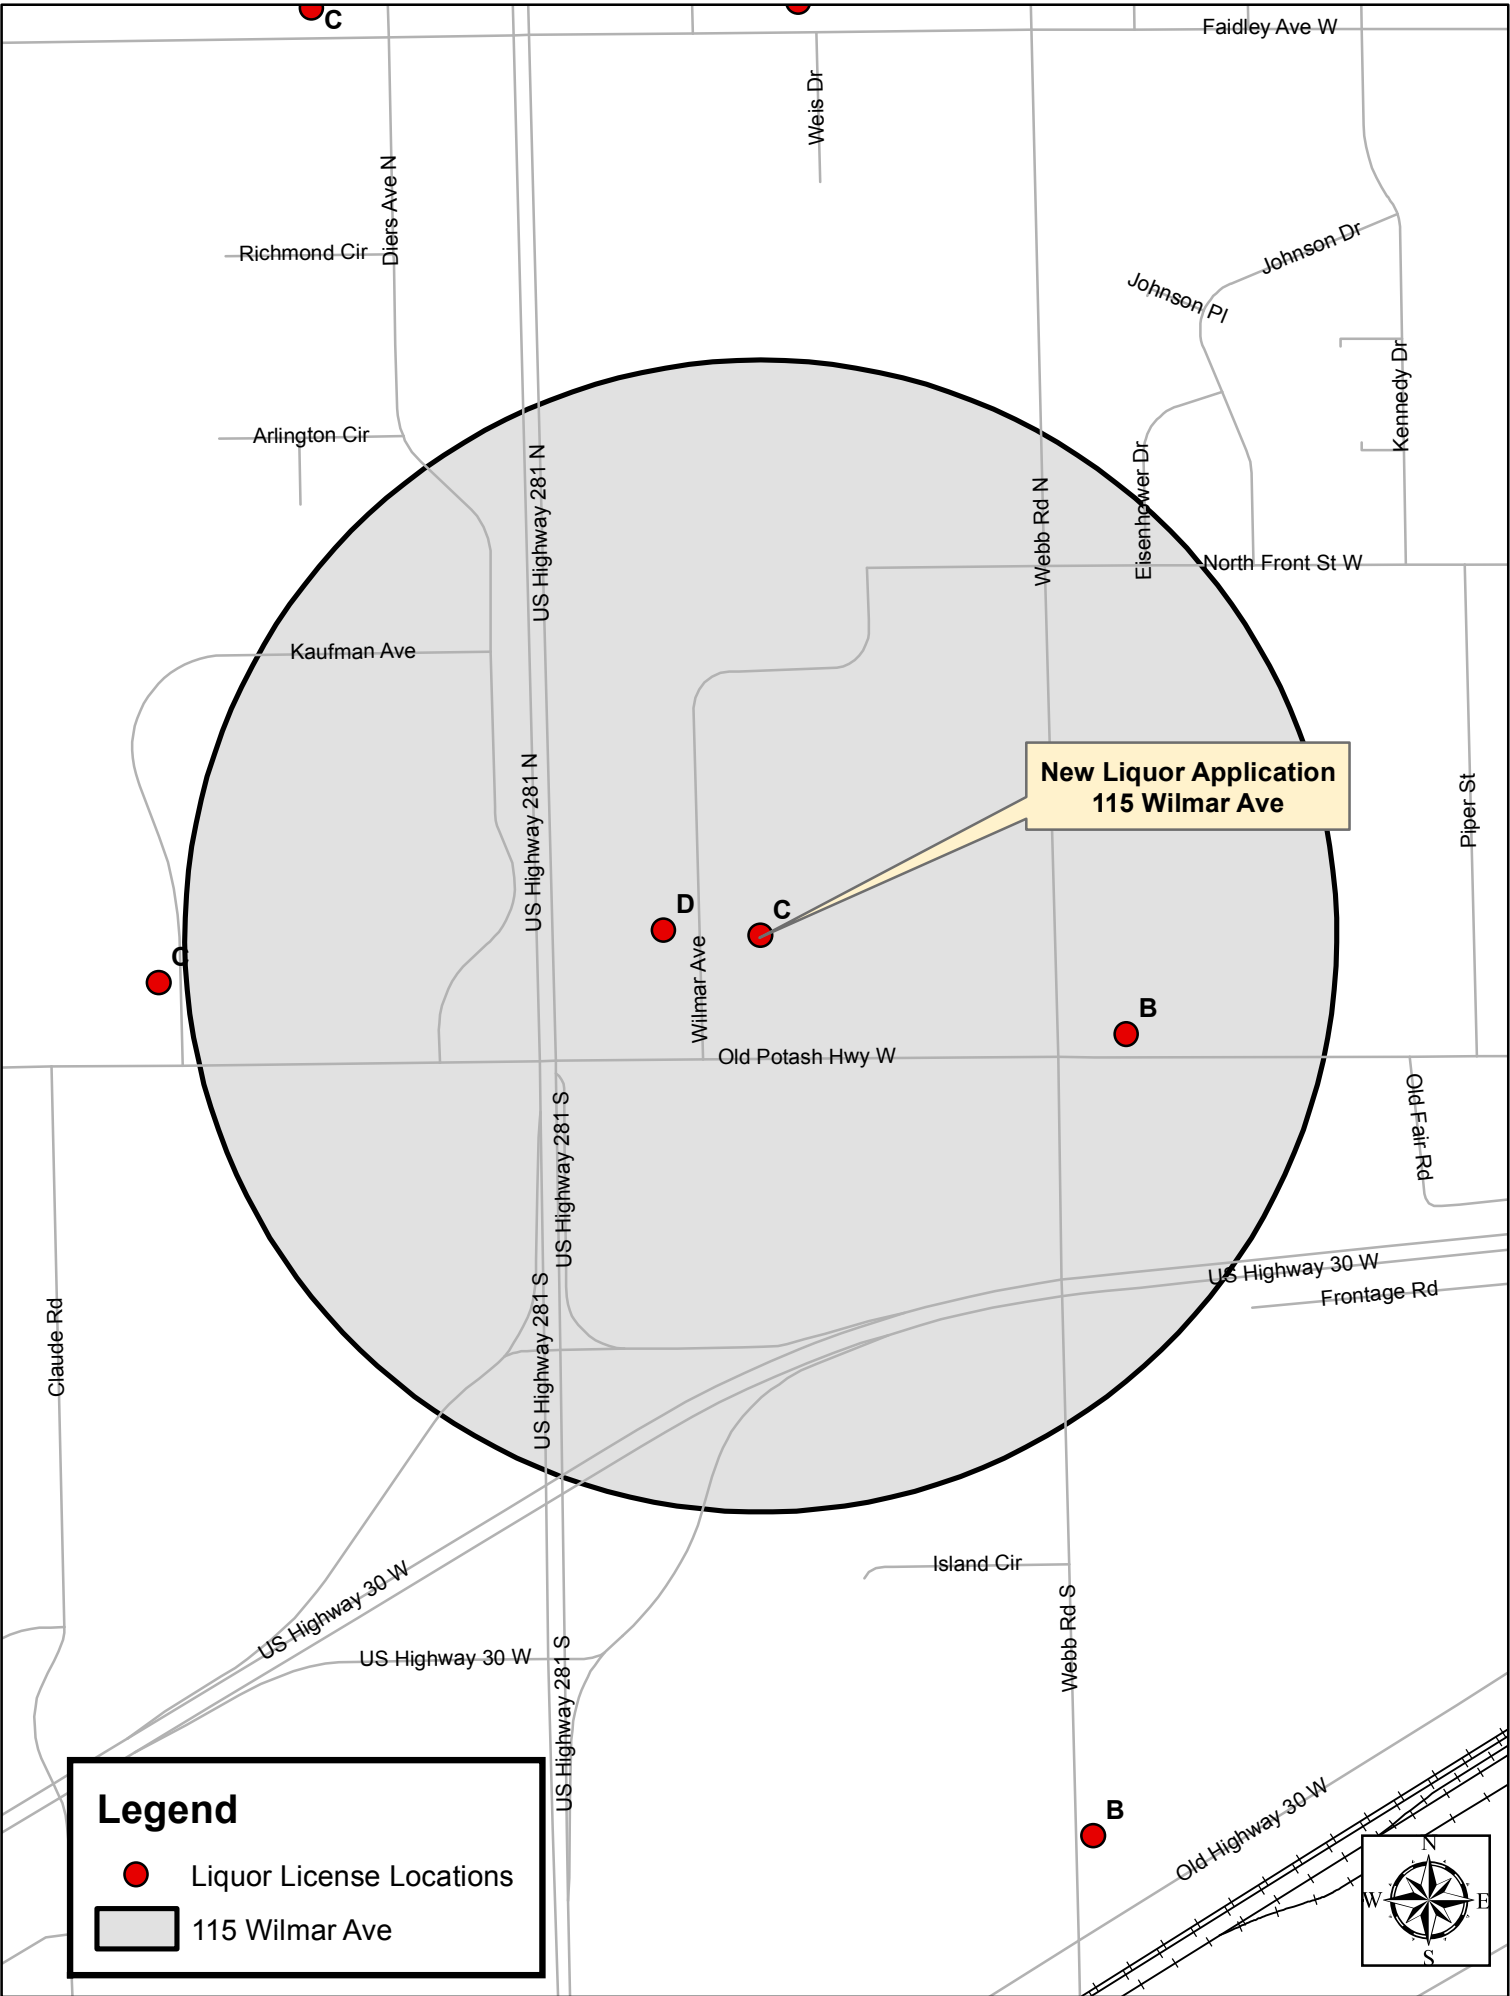 C
Faidley Ave W
Weis Dr
Diers Ave N
Richmond Cir
Johnson Dr
Johnson Pl
Kennedy Dr
Arlington Cir
US Highway 281 N
Webb Rd N
Eisenhower Dr
North Front St W
Kaufman Ave
New Liquor Application
115 Wilmar Ave
US Highway 281 N
Piper St
D
C
C
Wilmar Ave
B
Old Potash Hwy W
Old Fair Rd
US Highway 281 S
US Highway 30 W
Frontage Rd
US Highway 281 S
Claude Rd
Island Cir
US Highway 30 W
Webb Rd S
US Highway 30 W
US Highway 281 S
B
Old Highway 30 W
Legend
Liquor License Locations
115 Wilmar Ave
N
W
E
S